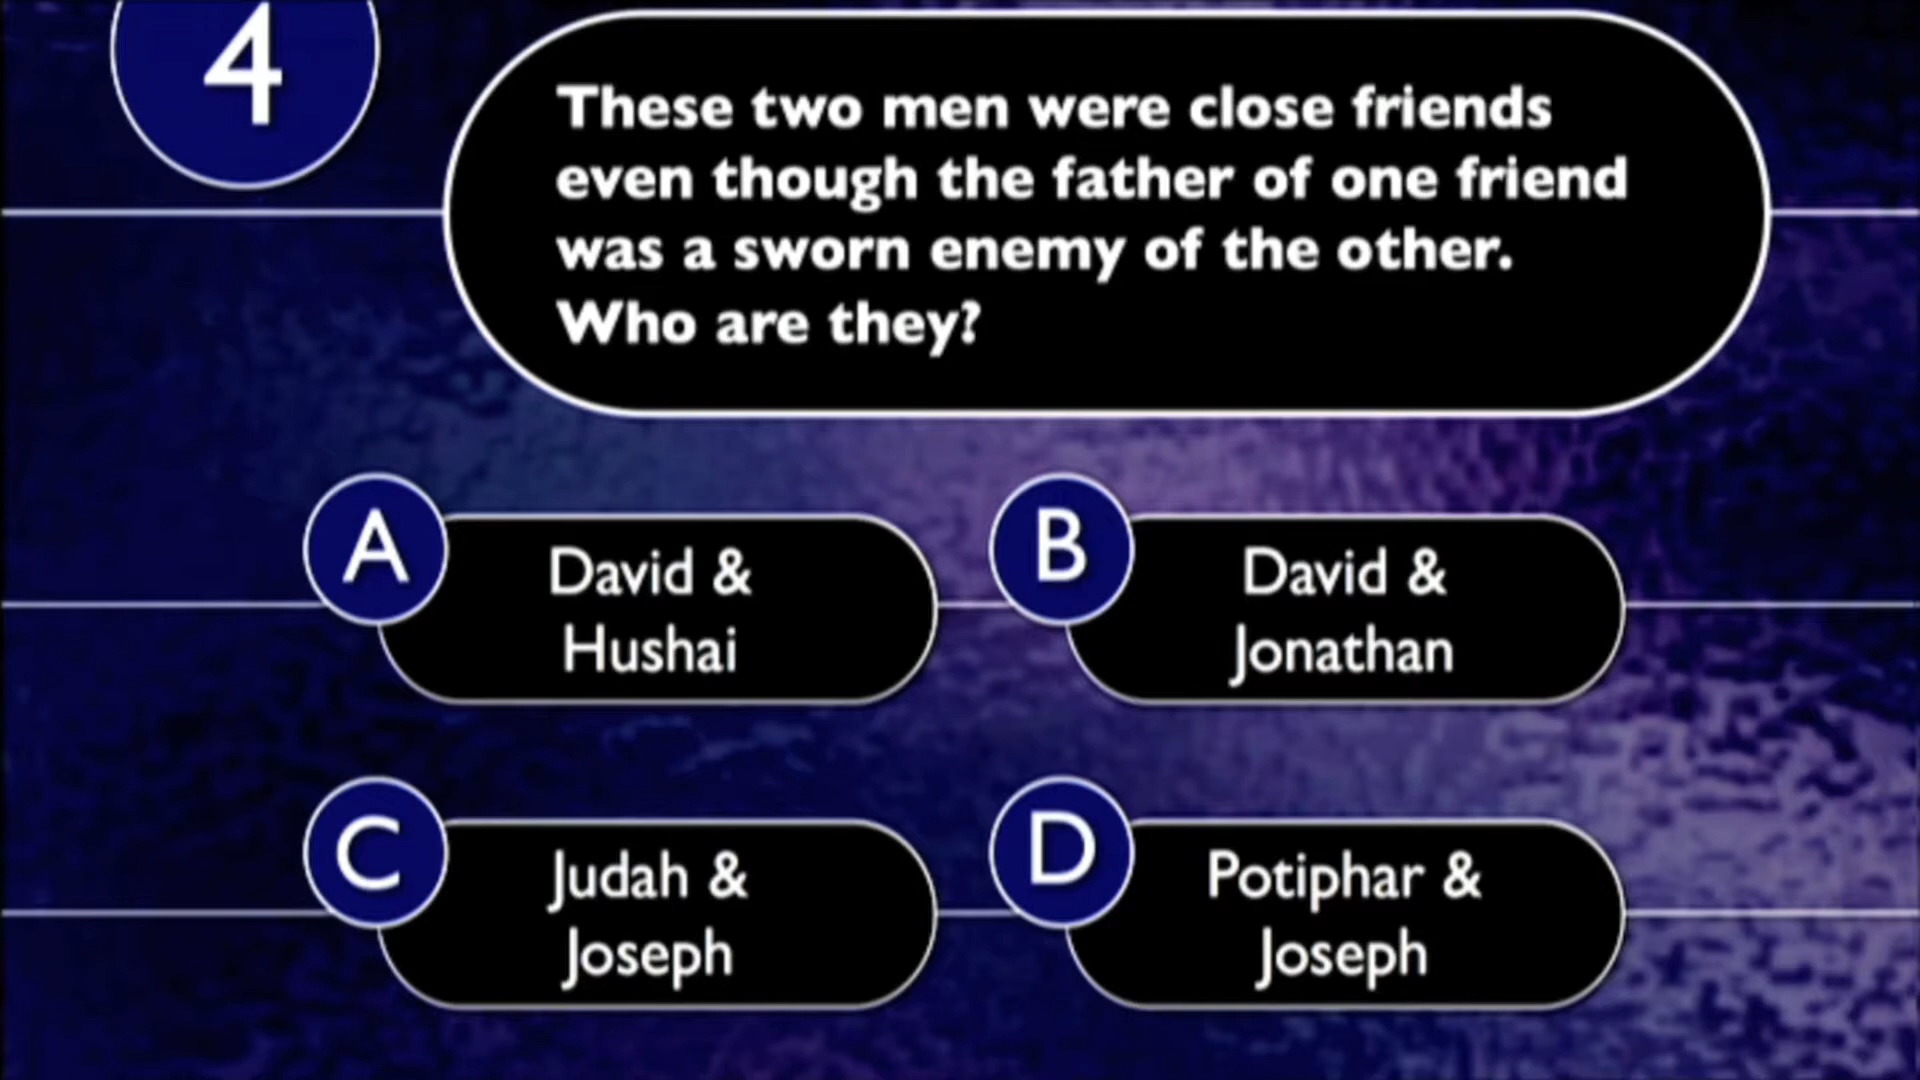 4
These two men were close friends
even though the father of one friend
was a sworn enemy of the other.
Who are they?
A
David &
Hushai
B
David &
Jonathan
C
Judah &
Joseph
D
Potiphar &
Joseph